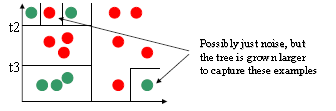 t2
t3
Possibly just noise, but
the tree is grown larger
to capture these examples